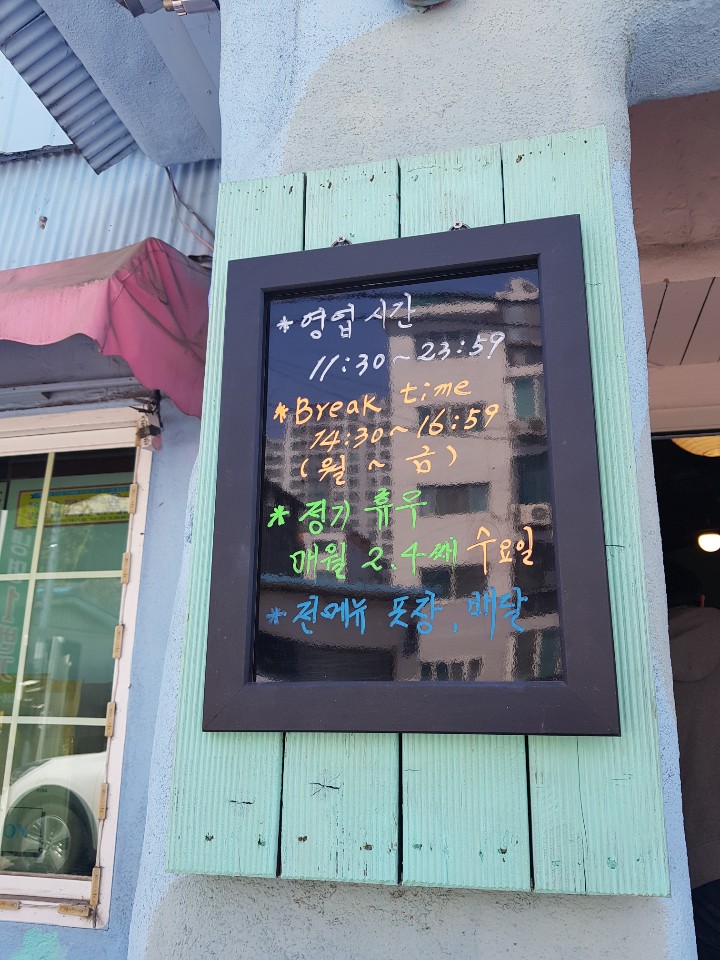 * 영업시간
11:30~23:59
* Break time
14:30~16:59
(월 ~ 금)
* 정기 휴무
매월 2.4째 수요일
* 전메뉴 포장, 배달